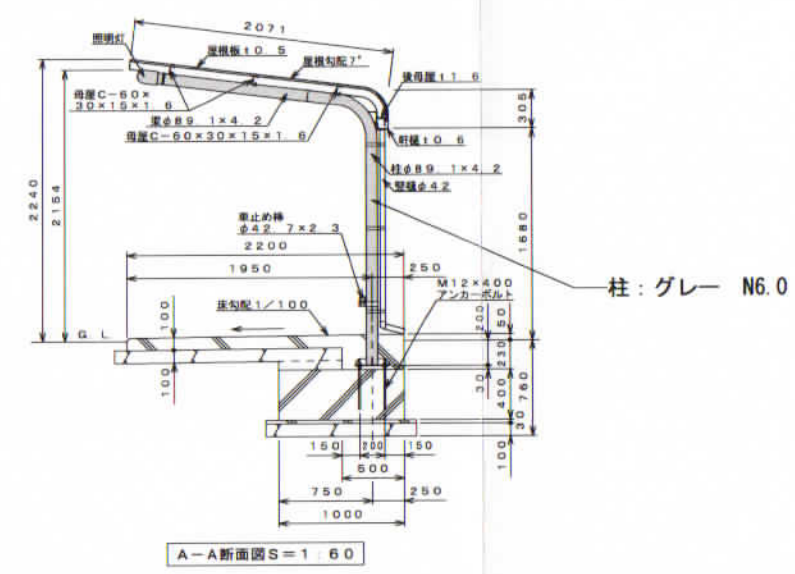 2071
照明灯
屋根板t0.5
屋根勾配7°
後母屋t1.6
母屋C-60×
30×15×1.6
梁φ89.1×4.2
母屋C-60×30×15×1.6
軒樋t0.6
柱φ89.1×4.2
竪樋φ42
305
2240
2154
1680
車止め棒
φ42.7×2.3
2200
1950
250
M12×400
アンカーボルト
柱:グレー N6.0
床勾配1/100
G.L.
100
100
200
50
30
230
400
760
30
100
150
200
150
500
750
250
1000
A-A断面図S=1:60